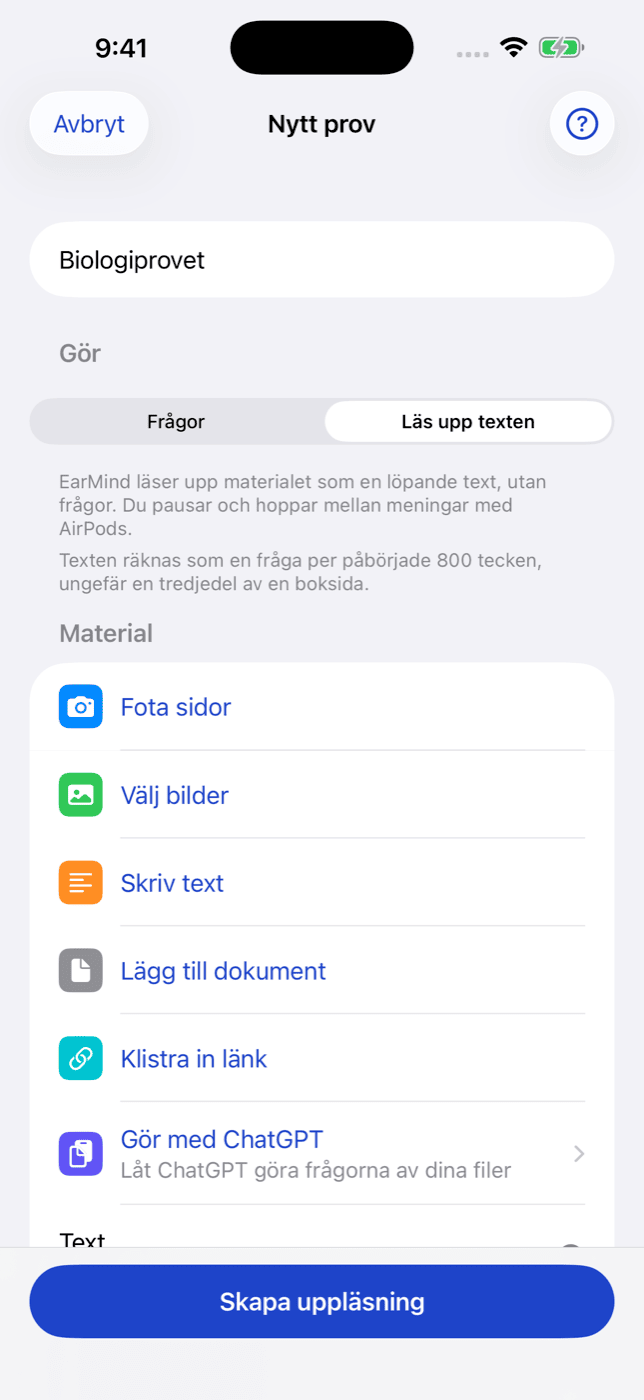 9:41
Avbryt
Nytt prov
?
Biologiprovet
Gör
Frågor
Läs upp texten
EarMind läser upp materialet som en löpande text, utan
frågor. Du pausar och hoppar mellan meningar med
AirPods.
Texten räknas som en fråga per påbörjade 800 tecken,
ungefär en tredjedel av en boksida.
Material
Fota sidor
Välj bilder
Skriv text
Lägg till dokument
Klistra in länk
Gör med ChatGPT
Låt ChatGPT göra frågorna av dina filer
Text
Skapa uppläsning